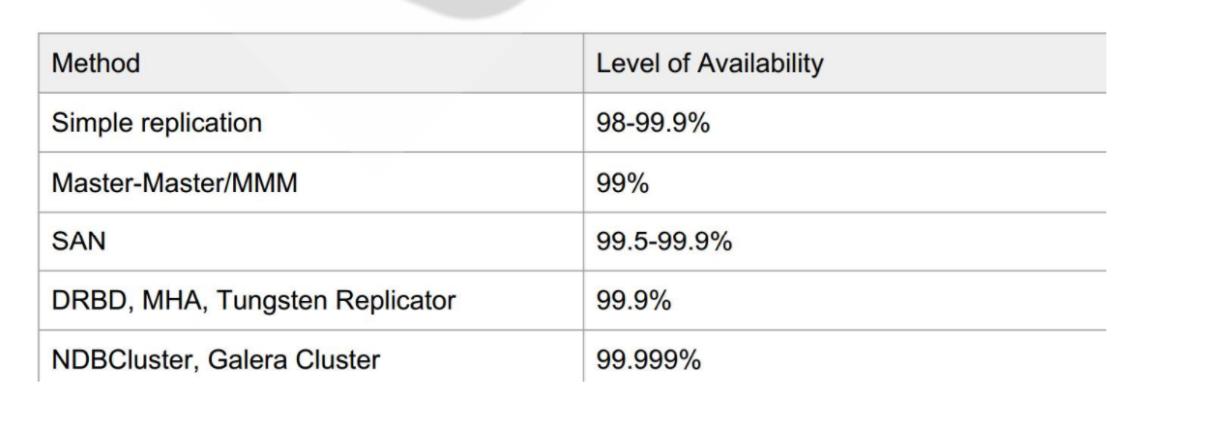 Method Level of Availability
Simple replication 98-99.9%
Master-Master/MMM 99%
SAN 99.5-99.9%
DRBD, MHA, Tungsten Replicator 99.9%
NDBCluster, Galera Cluster 99.999%